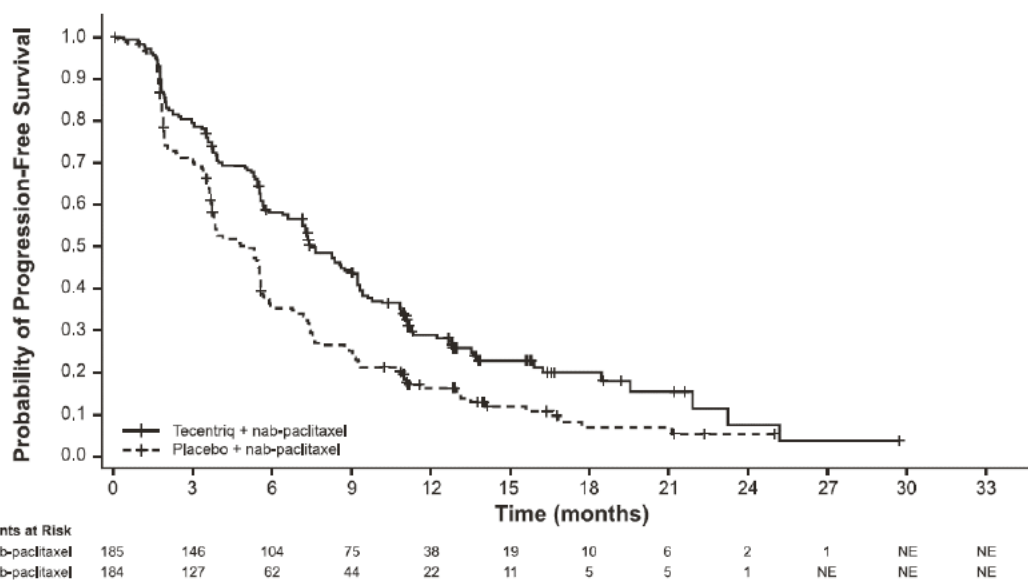 Probability of Progression-Free Survival
1.0
0.9
0.8
0.7
0.6
0.5
0.4
0.3
0.2
0.1
0.0
Tecentriq + nab-paclitaxel
Placebo + nab-paclitaxel
0 3 6 9 12 15 18 21 24 27 30 33
Time (months)
nts at Risk
b-paclitaxel 185 146 104 75 38 19 10 6 2 1 NE NE
b-paclitaxel 184 127 62 44 22 11 5 5 1 NE NE NE